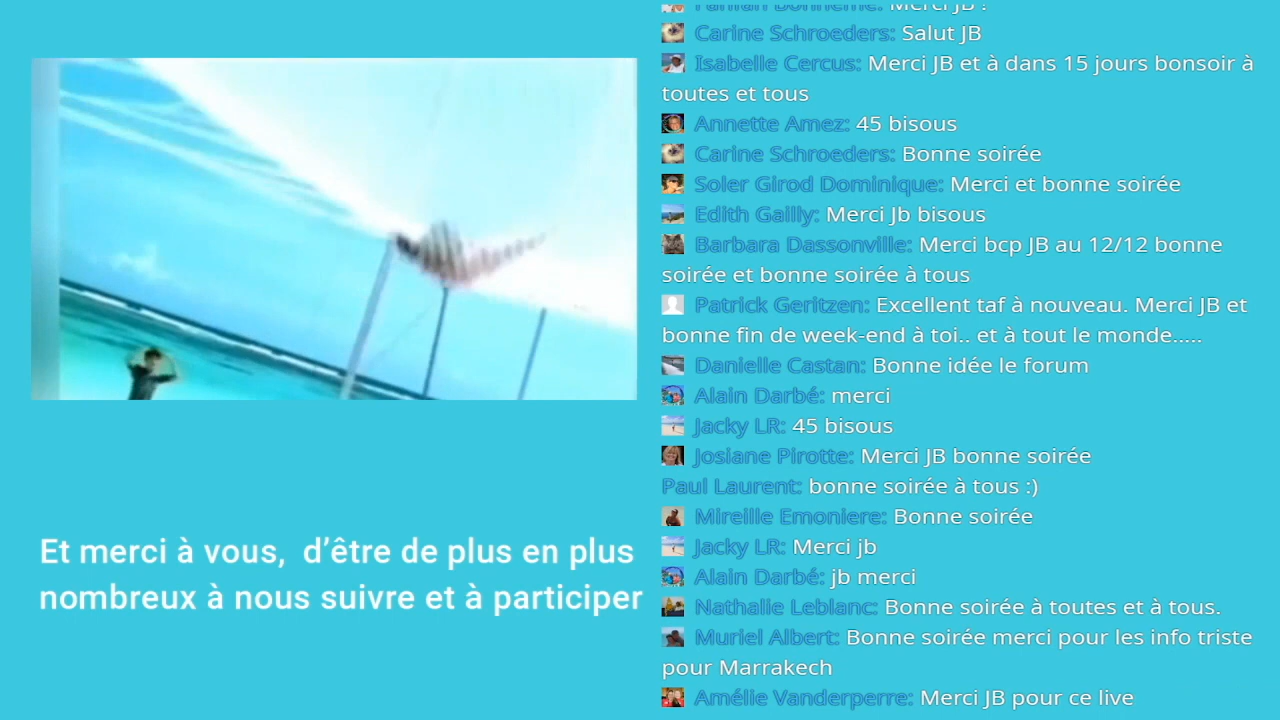 Et merci à vous,  d’être de plus en plus
nombreux à nous suivre et à participer
Merci JB !
Carine Schroeders: Salut JB
Isabelle Cercus: Merci JB et à dans 15 jours bonsoir à
toutes et tous
Annette Amez: 45 bisous
Carine Schroeders: Bonne soirée
Soler Girod Dominique: Merci et bonne soirée
Edith Gailly: Merci Jb bisous
Barbara Dassonville: Merci bcp JB au 12/12 bonne
soirée et bonne soirée à tous
Patrick Geritzen: Excellent taf à nouveau. Merci JB et
bonne fin de week-end à toi.. et à tout le monde.....
Danielle Castan: Bonne idée le forum
Alain Darbé: merci
Jacky LR: 45 bisous
Josiane Pirotte: Merci JB bonne soirée
Paul Laurent: bonne soirée à tous :)
Mireille Emoniere: Bonne soirée
Jacky LR: Merci jb
Alain Darbé: jb merci
Nathalie Leblanc: Bonne soirée à toutes et à tous.
Muriel Albert: Bonne soirée merci pour les info triste
pour Marrakech
Amélie Vanderperre: Merci JB pour ce live